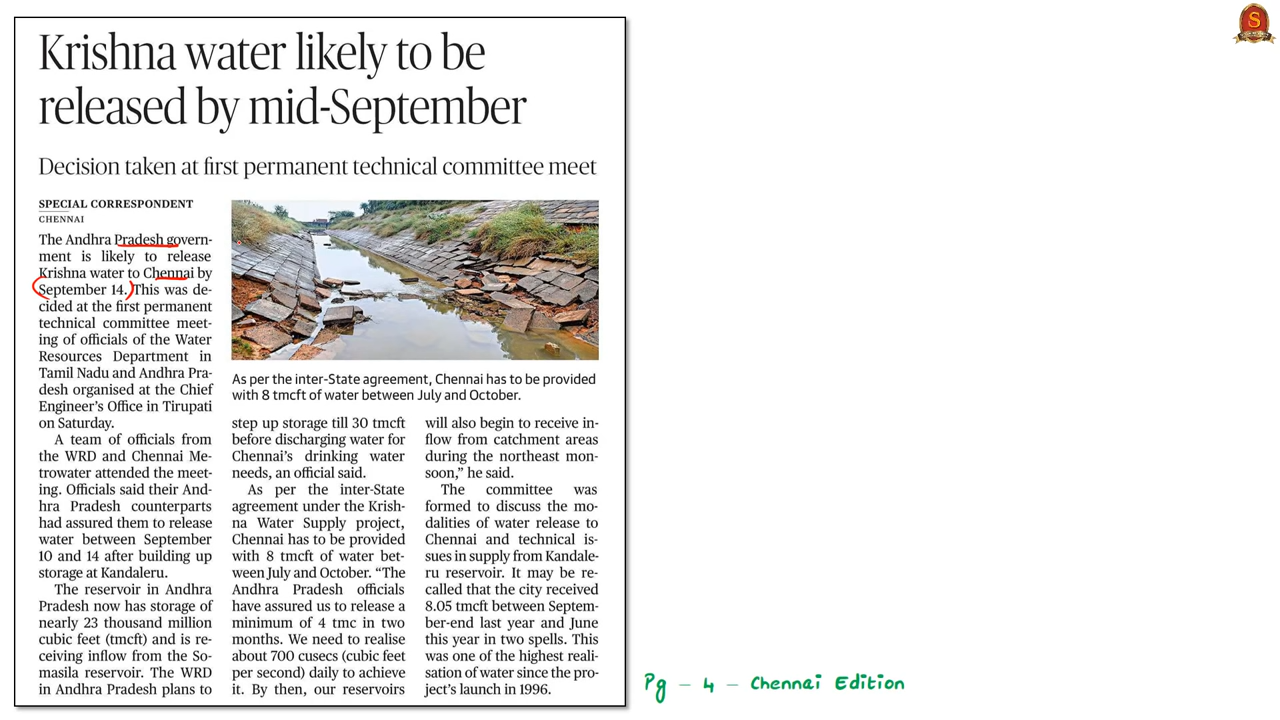 Krishna water likely to be
released by mid-September
Decision taken at first permanent technical committee meet
SPECIAL CORRESPONDENT
CHENNAI
The Andhra Pradesh govern-
ment is likely to release
Krishna water to Chennai by
September 14. This was de-
cided at the first permanent
technical committee meet-
ing of officials of the Water
Resources Department in
Tamil Nadu and Andhra Pra-
desh organised at the Chief
Engineer's Office in Tirupati
on Saturday.
A team of officials from
the WRD and Chennai Me-
trowater attended the meet-
ing. Officials said their And-
hra Pradesh counterparts
had assured them to release
water between September
10 and 14 after building up
storage at Kandaleru.
The reservoir in Andhra
Pradesh now has storage of
nearly 23 thousand million
cubic feet (tmcft) and is re-
ceiving inflow from the So-
masila reservoir. The WRD
in Andhra Pradesh plans to
As per the inter-State agreement, Chennai has to be provided
with 8 tmcft of water between July and October.
step up storage till 30 tmcft
before discharging water for
Chennai's drinking water
needs, an official said.
As per the inter-State
agreement under the Krish-
na Water Supply project,
Chennai has to be provided
with 8 tmcft of water bet-
ween July and October. “The
Andhra Pradesh officials
have assured us to release a
minimum of 4 tmc in two
months. We need to realise
about 700 cusecs (cubic feet
per second) daily to achieve
it. By then, our reservoirs
will also begin to receive in-
flow from catchment areas
during the northeast mon-
soon,” he said.
The committee was
formed to discuss the mo-
dalities of water release to
Chennai and technical is-
sues in supply from Kandale-
ru reservoir. It may be re-
called that the city received
8.05 tmcft between Septem-
ber-end last year and June
this year in two spells. This
was one of the highest reali-
sation of water since the pro-
ject's launch in 1996.
Pg - 4 - Chennai Edition
S